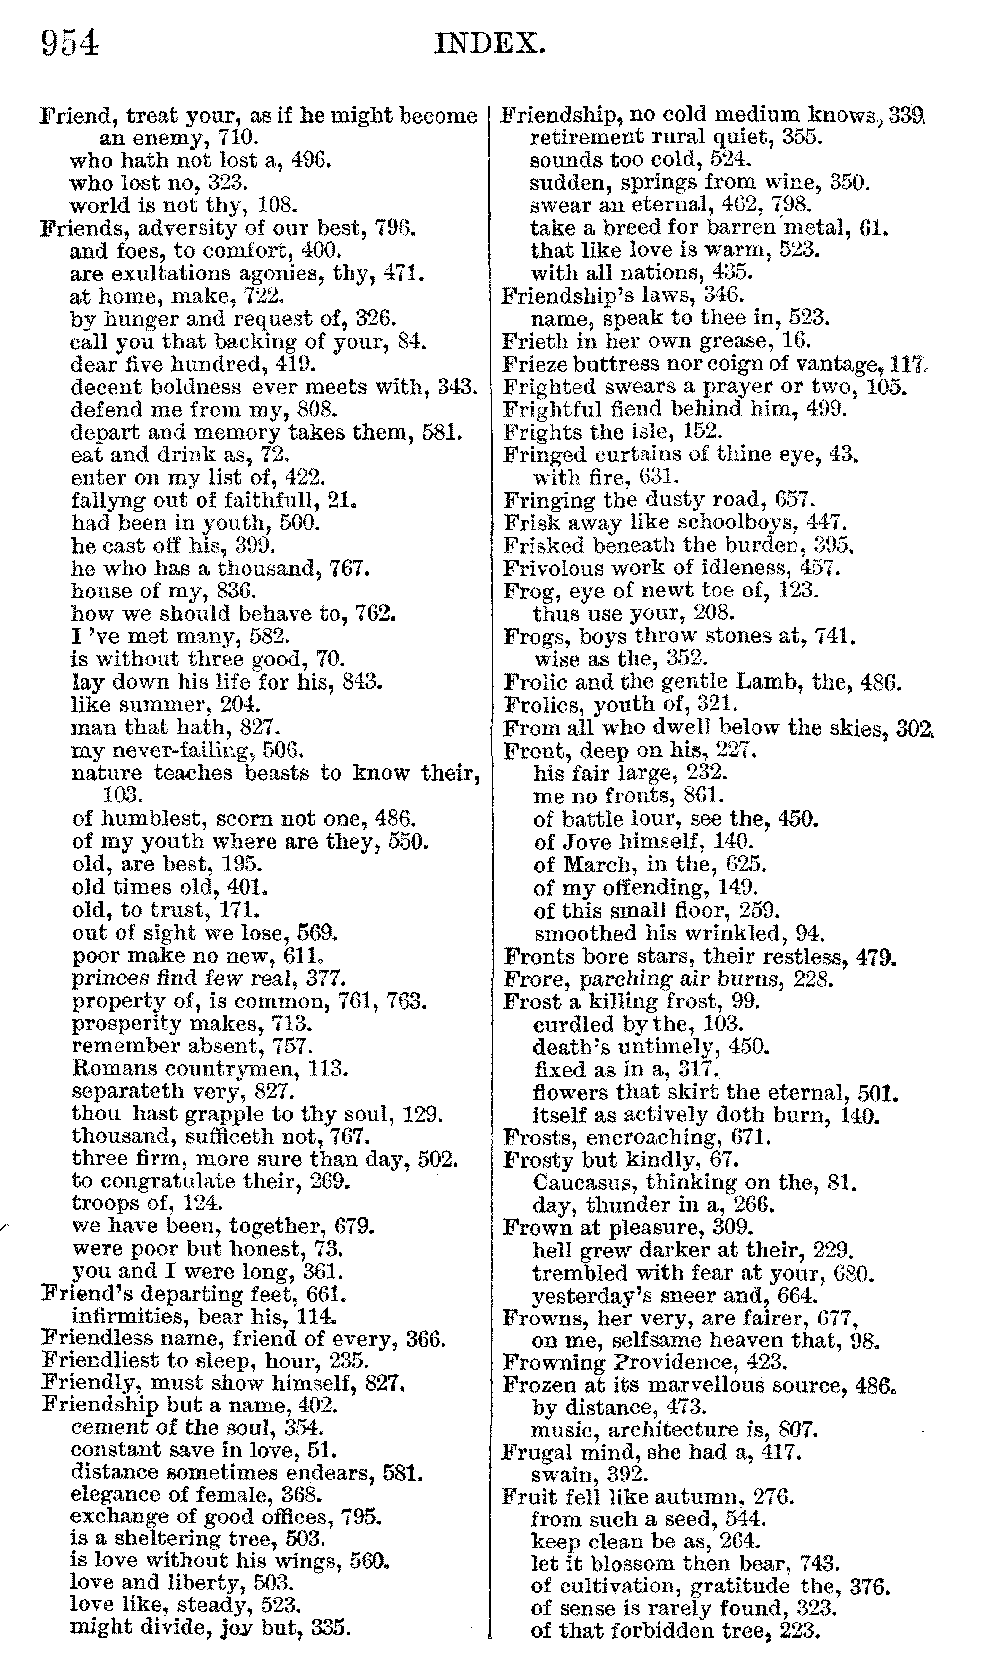 954
INDEX.
Friend, treat your, as if he might become
an enemy, 710.
who hath not lost a, 496.
who lost no, 323.
world is not thy, 108.
Friends, adversity of our best, 796.
and foes, to comfort, 400.
are exultations agonies, thy, 471.
at home, make, 722.
by hunger and request of, 326.
call you that backing of your, 84.
dear five hundred, 419.
decent boldness ever meets with, 343.
defend me from my, 808.
depart and memory takes them, 581.
eat and drink as, 72.
enter on my list of, 422.
fallyng out of faithfull, 21.
had been in youth, 500.
he cast off his, 399.
he who has a thousand, 767.
house of my, 836.
how we should behave to, 762.
I 've met many, 582.
is without three good, 70.
lay down his life for his, 843.
like summer, 204.
man that hath, 827.
my never-failing, 506.
nature teaches beasts to know their,
103.
of humblest, scorn not one, 486.
of my youth where are they, 550.
old, are best, 195.
old times old, 401.
old, to trust, 171.
out of sight we lose, 569.
poor make no new, 611.
princes find few real, 377.
property of, is common, 761, 763.
prosperity makes, 713.
remember absent, 757.
Romans countrymen, 113.
separateth very, 827.
thou hast grapple to thy soul, 129.
thousand, sufficeth not, 767.
three firm, more sure than day, 502.
to congratulate their, 269.
troops of, 124.
we have been, together, 679.
were poor but honest, 73.
you and I were long, 361.
Friend's departing feet, 661.
infirmities, bear his, 114.
Friendless name, friend of every, 366.
Friendliest to sleep, hour, 235.
Friendly, must show himself, 827.
Friendship but a name, 402.
cement of the soul, 354.
constant save in love, 51.
distance sometimes endears, 581.
elegance of female, 368.
exchange of good offices, 795.
is a sheltering tree, 503.
is love without his wings, 560.
love and liberty, 503.
love like, steady, 523.
might divide, joy but, 335.
Friendship, no cold medium knows, 339.
retirement rural quiet, 355.
sounds too cold, 524.
sudden, springs from wine, 350.
swear an eternal, 462, 798.
take a breed for barren metal, 61.
that like love is warm, 523.
with all nations, 435.
Friendship's laws, 346.
name, speak to thee in, 523.
Frieth in her own grease, 16.
Frieze buttress nor coign of vantage, 117.
Frighted swears a prayer or two, 105.
Frightful fiend behind him, 499.
Frights the isle, 152.
Fringed curtains of thine eye, 43.
with fire, 631.
Fringing the dusty road, 657.
Frisk away like schoolboys, 447.
Frisked beneath the burden, 395.
Frivolous work of idleness, 457.
Frog, eye of newt toe of, 123.
thus use your, 208.
Frogs, boys throw stones at, 741.
wise as the, 352.
Frolic and the gentle Lamb, the, 486.
Frolics, youth of, 321.
From all who dwell below the skies, 302.
Front, deep on his, 227.
his fair large, 232.
me no fronts, 861.
of battle lour, see the, 450.
of Jove himself, 140.
of March, in the, 625.
of my offending, 149.
of this small floor, 259.
smoothed his wrinkled, 94.
Fronts bore stars, their restless, 479.
Frore, parching air burns, 228.
Frost a killing frost, 99.
curdled by the, 103.
death's untimely, 450.
fixed as in a, 317.
flowers that skirt the eternal, 501.
itself as actively doth burn, 140.
Frosts, encroaching, 671.
Frosty but kindly, 67.
Caucasus, thinking on the, 81.
day, thunder in a, 266.
Frown at pleasure, 309.
hell grew darker at their, 229.
trembled with fear at your, 680.
yesterday's sneer and, 664.
Frowns, her very, are fairer, 677,
on me, selfsame heaven that, 98.
Frowning Providence, 423.
Frozen at its marvellous source, 486.
by distance, 473.
music, architecture is, 807.
Frugal mind, she had a, 417.
swain, 392.
Fruit fell like autumn, 276.
from such a seed, 544.
keep clean be as, 264.
let it blossom then bear, 743.
of cultivation, gratitude the, 376.
of sense is rarely found, 323.
of that forbidden tree, 223.